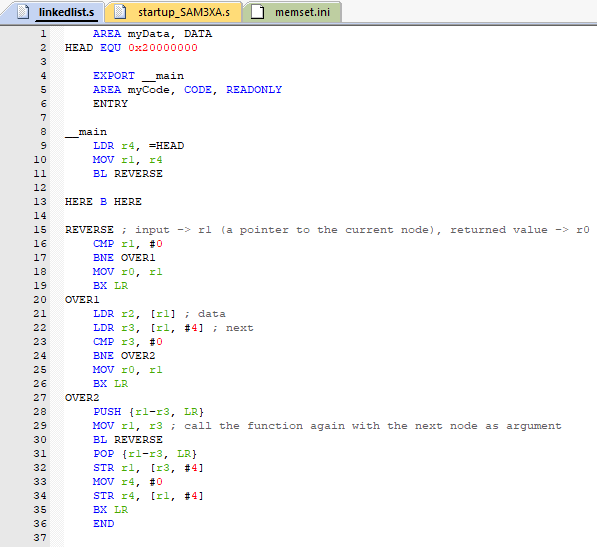 linkedlist.s startup_SAM3XA.s memset.ini
1 AREA myData, DATA
2 HEAD EQU 0x20000000
3
4 EXPORT __main
5 AREA myCode, CODE, READONLY
6 ENTRY
7
8 __main
9 LDR r4, =HEAD
10 MOV r1, r4
11 BL REVERSE
12
13 HERE B HERE
14
15 REVERSE ; input -> r1 (a pointer to the current node), returned value -> r0
16 CMP r1, #0
17 BNE OVER1
18 MOV r0, r1
19 BX LR
20 OVER1
21 LDR r2, [r1] ; data
22 LDR r3, [r1, #4] ; next
23 CMP r3, #0
24 BNE OVER2
25 MOV r0, r1
26 BX LR
27 OVER2
28 PUSH {r1-r3, LR}
29 MOV r1, r3 ; call the function again with the next node as argument
30 BL REVERSE
31 POP {r1-r3, LR}
32 STR r1, [r3, #4]
33 MOV r4, #0
34 STR r4, [r1, #4]
35 BX LR
36 END
37